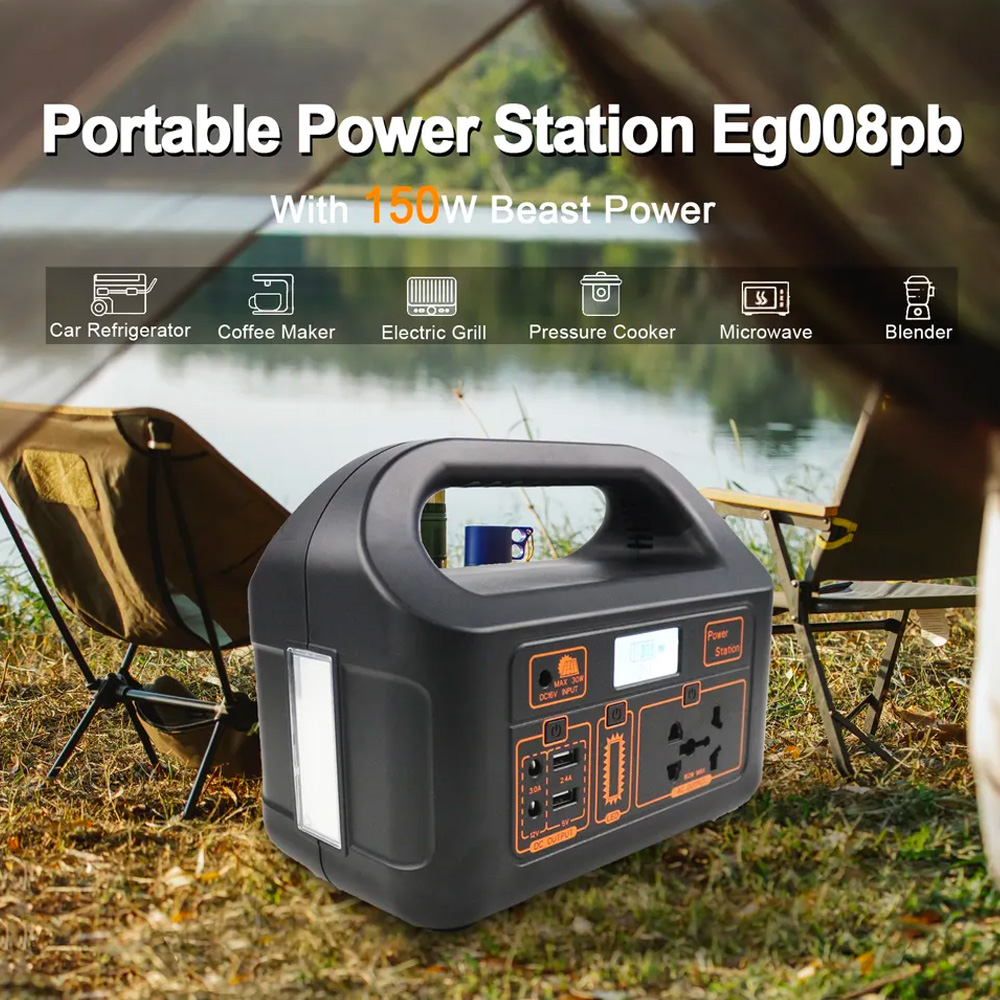 Portable Power Station Eg008pb
With 150W Beast Power
Car Refrigerator
Coffee Maker
Electric Grill
Pressure Cooker
Microwave
Blender
Power
Station
MAX 30W
DC16V INPUT
3.0A
2.4A
12V
5V
DC OUTPUT
LED